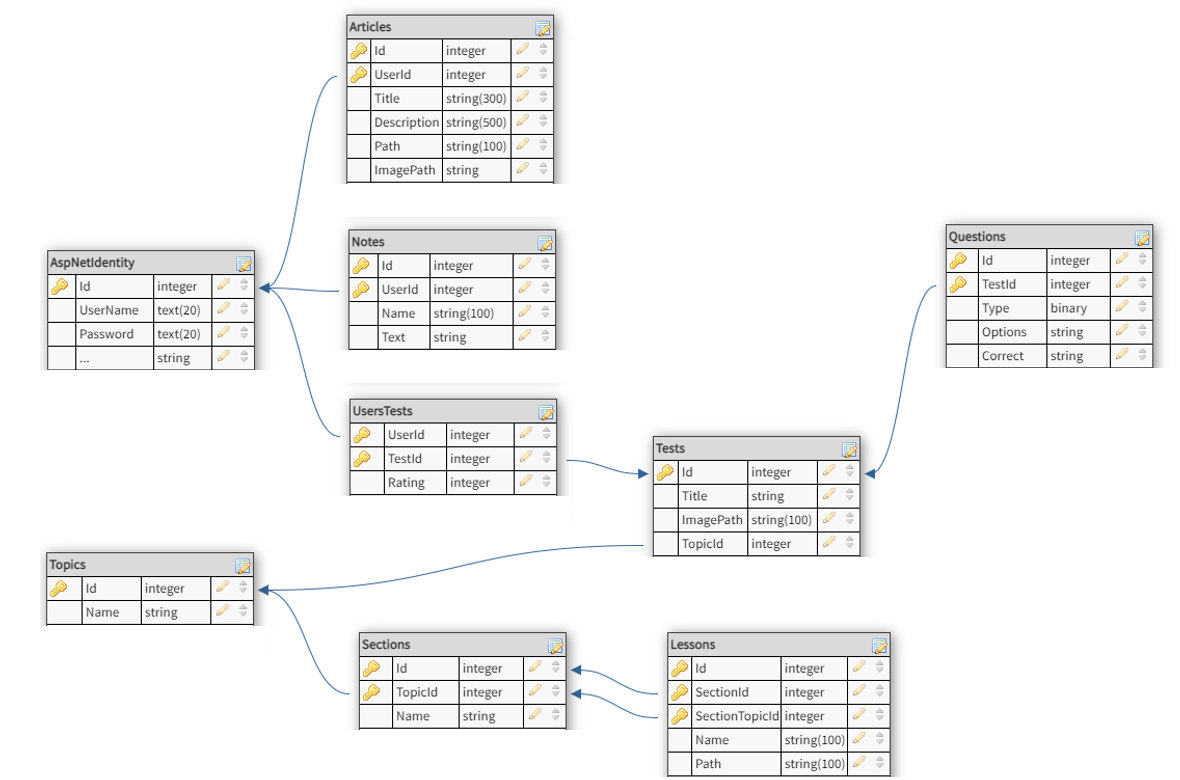 Articles
Id integer
UserId integer
Title string(300)
Description string(500)
Path string(100)
ImagePath string
Notes
Id integer
UserId integer
Name string(100)
Text string
AspNetIdentity
Id integer
UserName text(20)
Password text(20)
... string
Questions
Id integer
TestId integer
Type binary
Options string
Correct string
UsersTests
UserId integer
TestId integer
Rating integer
Tests
Id integer
Title string
ImagePath string(100)
TopicId integer
Topics
Id integer
Name string
Sections
Id integer
TopicId integer
Name string
Lessons
Id integer
SectionId integer
SectionTopicId integer
Name string(100)
Path string(100)